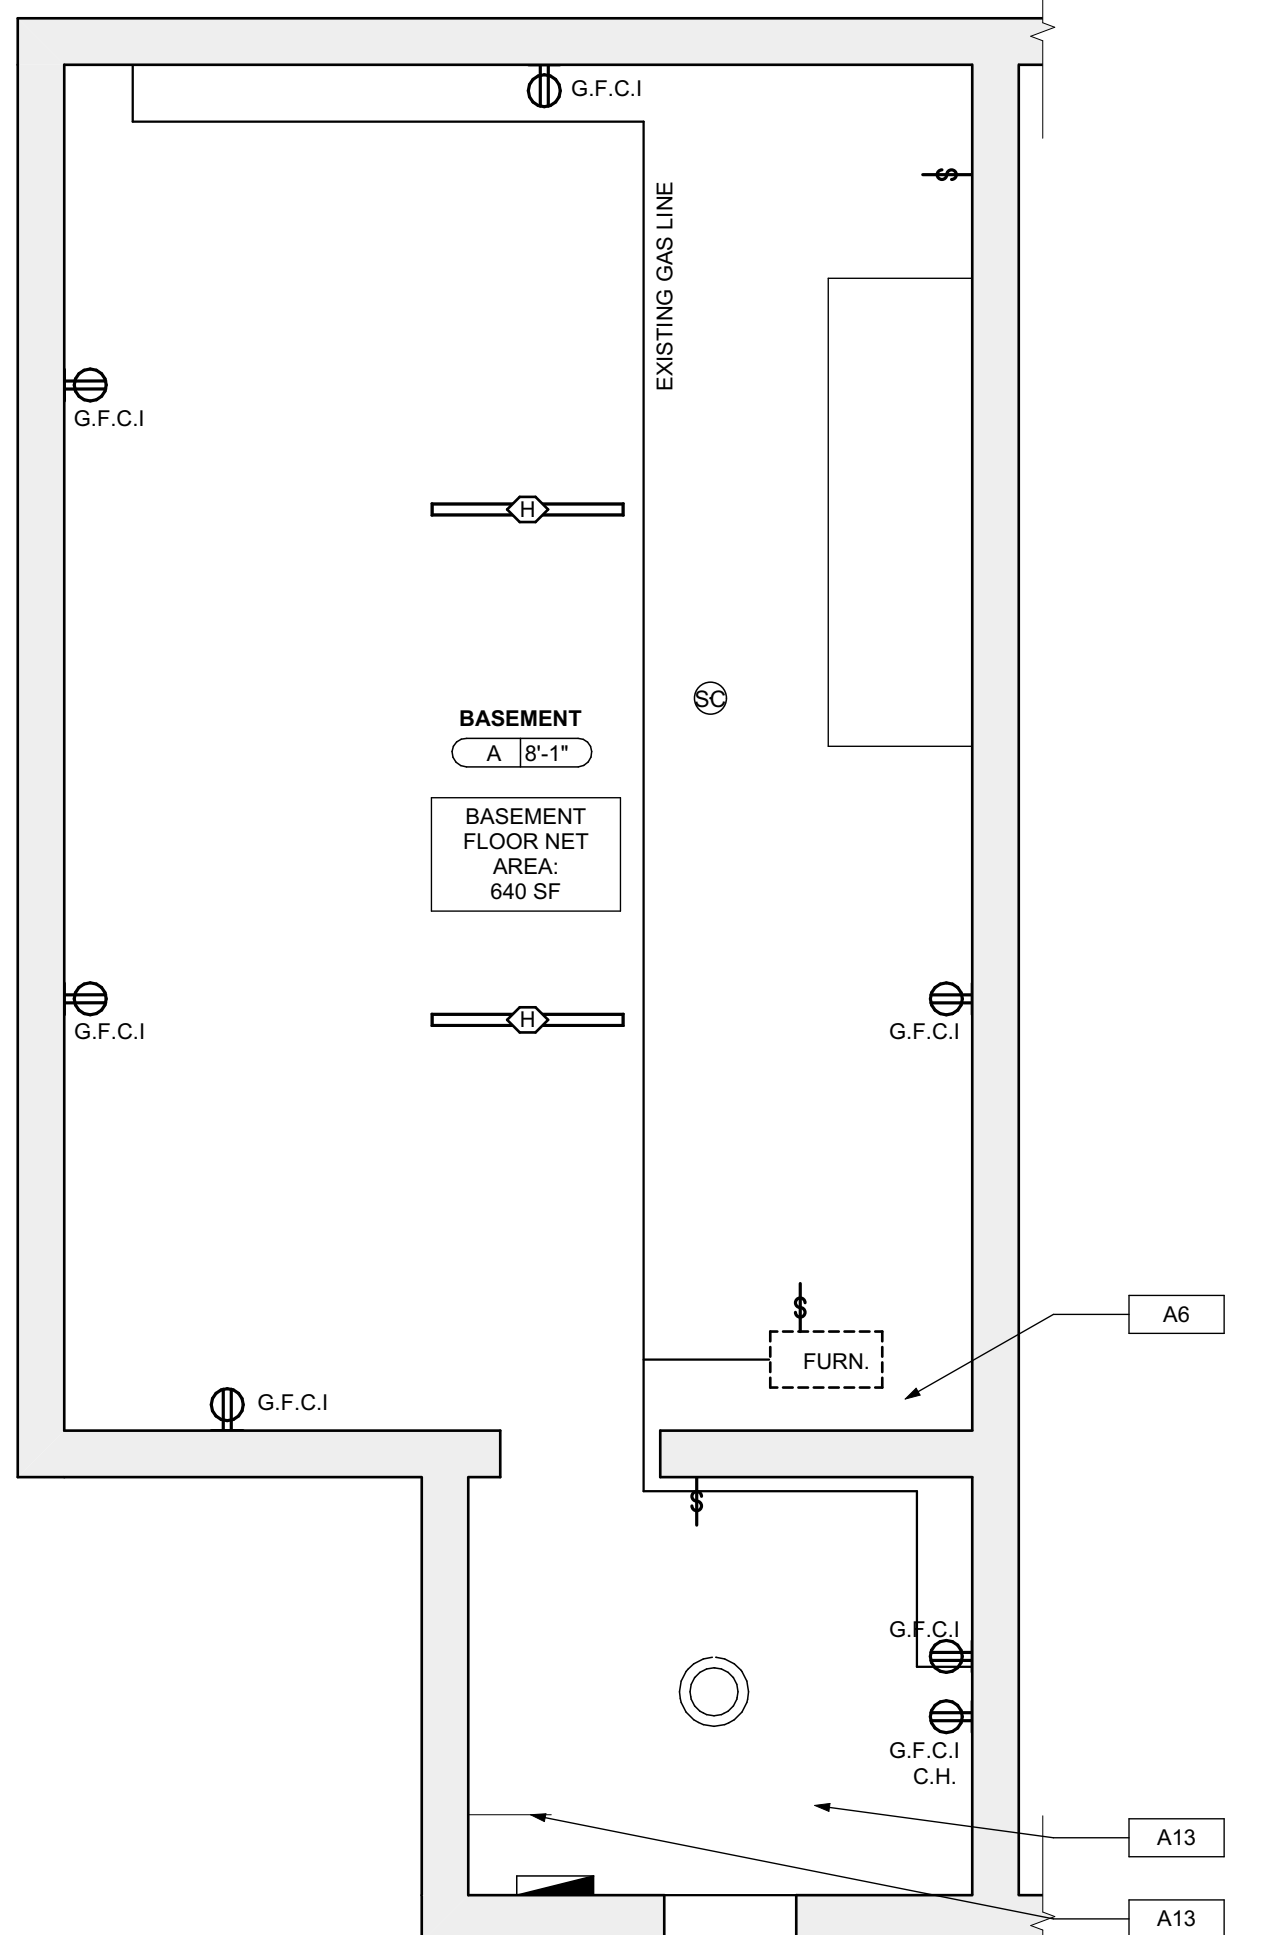 G.F.C.I
S
EXISTING GAS LINE
G.F.C.I
H
SC
BASEMENT
A 8'-1"
BASEMENT
FLOOR NET
AREA:
640 SF
G.F.C.I
H
G.F.C.I
S
A6
FURN.
G.F.C.I
S
G.F.C.I
G.F.C.I
C.H.
A13
A13